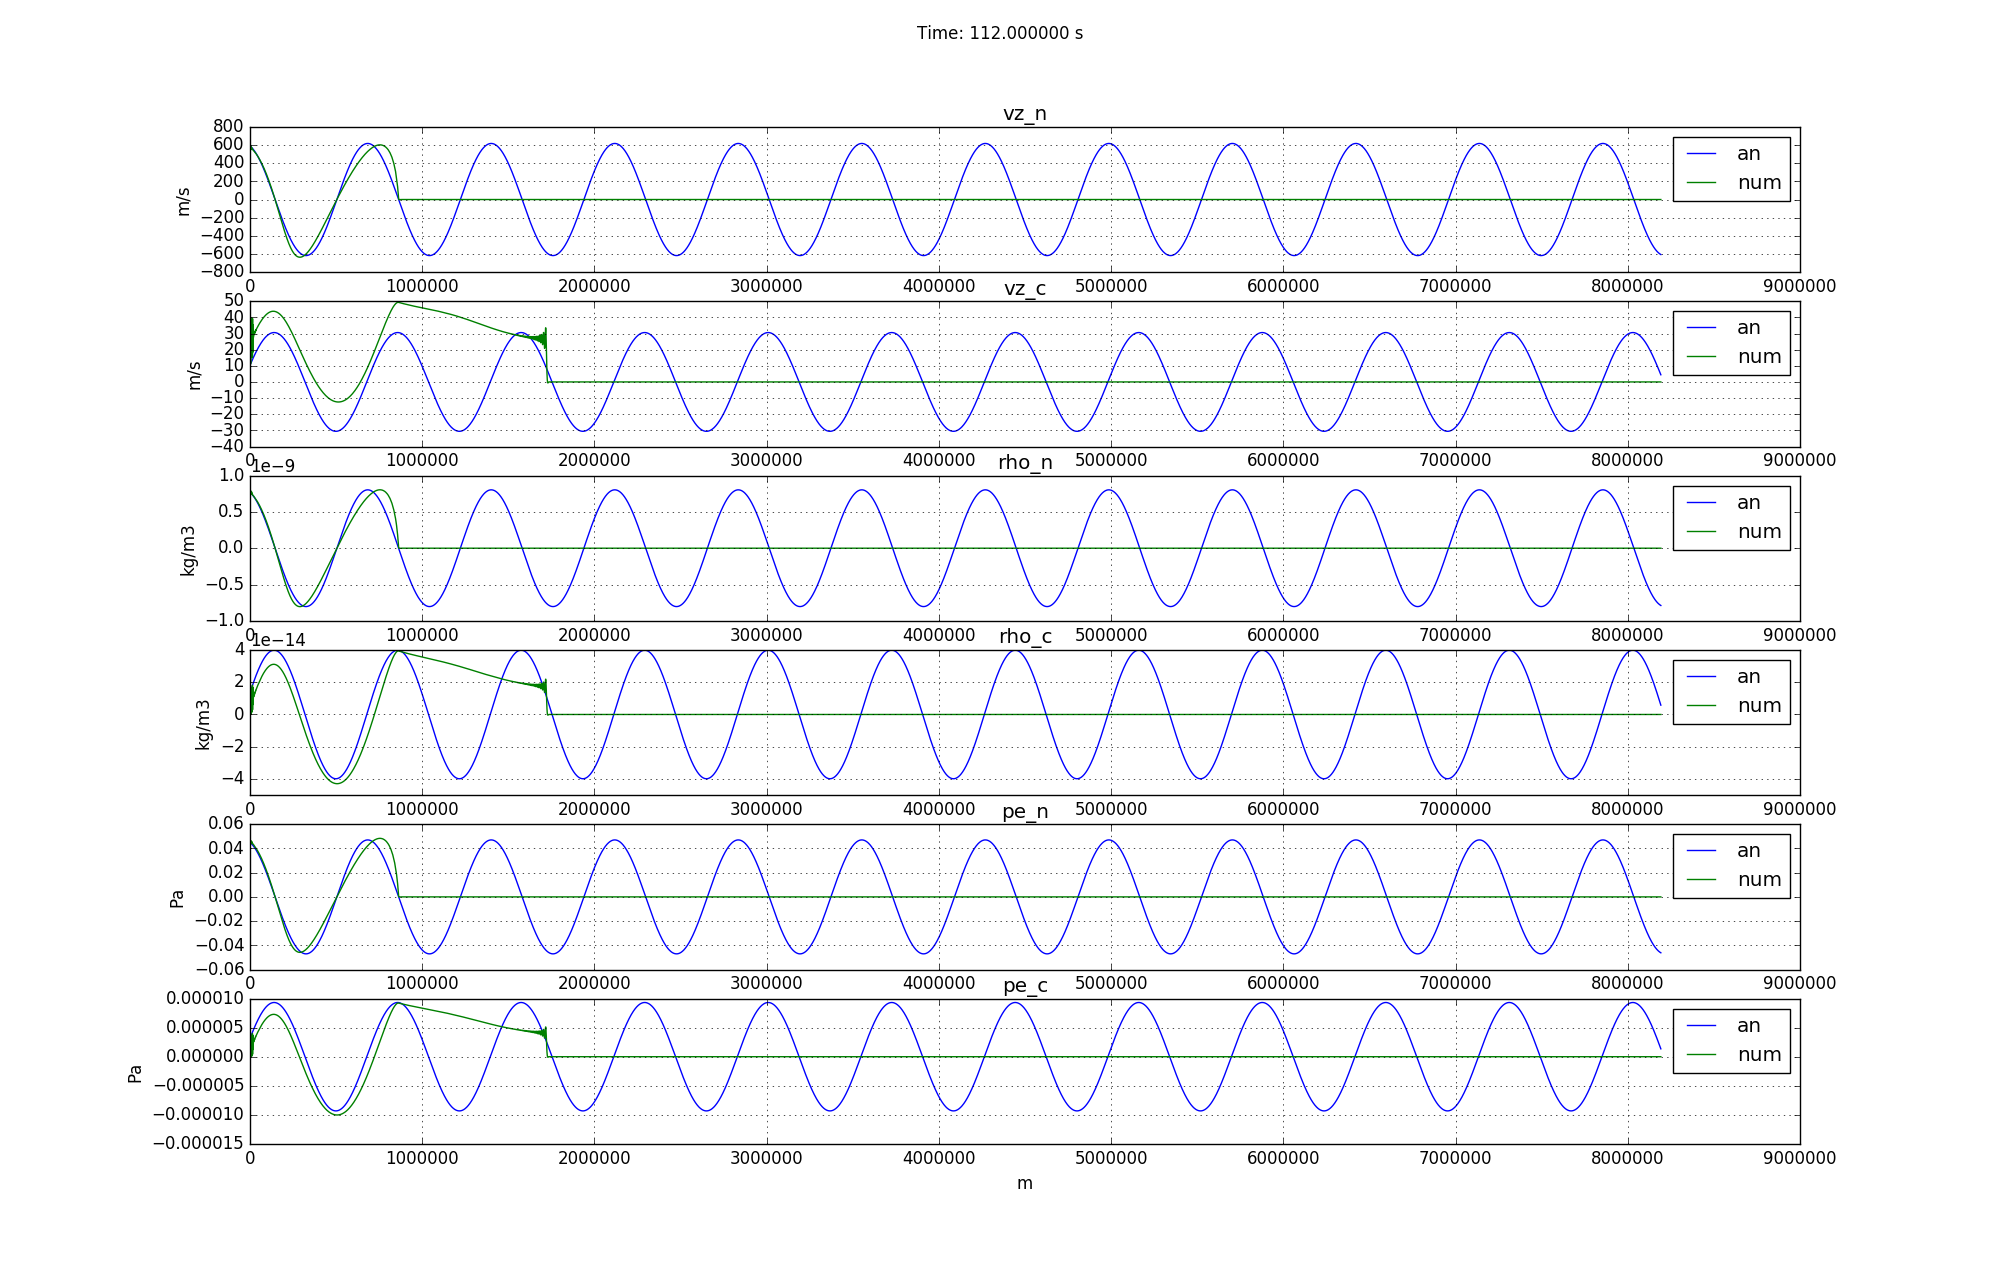 Time: 112.000000 s
vz_n
800
600
400
200
0
−200
−400
−600
−800
m/s
an
num
0 1000000 2000000 3000000 4000000 5000000 6000000 7000000 8000000 9000000
vz_c
50
40
30
20
10
0
−10
−20
−30
−40
m/s
an
num
0 1000000 2000000 3000000 4000000 5000000 6000000 7000000 8000000 9000000
1e−9
rho_n
1.0
0.5
0.0
−0.5
−1.0
kg/m3
an
num
0 1000000 2000000 3000000 4000000 5000000 6000000 7000000 8000000 9000000
1e−14
rho_c
4
2
0
−2
−4
kg/m3
an
num
0 1000000 2000000 3000000 4000000 5000000 6000000 7000000 8000000 9000000
pe_n
0.06
0.04
0.02
0.00
−0.02
−0.04
−0.06
Pa
an
num
0 1000000 2000000 3000000 4000000 5000000 6000000 7000000 8000000 9000000
pe_c
0.000010
0.000005
0.000000
−0.000005
−0.000010
−0.000015
Pa
an
num
0 1000000 2000000 3000000 4000000 5000000 6000000 7000000 8000000 9000000
m